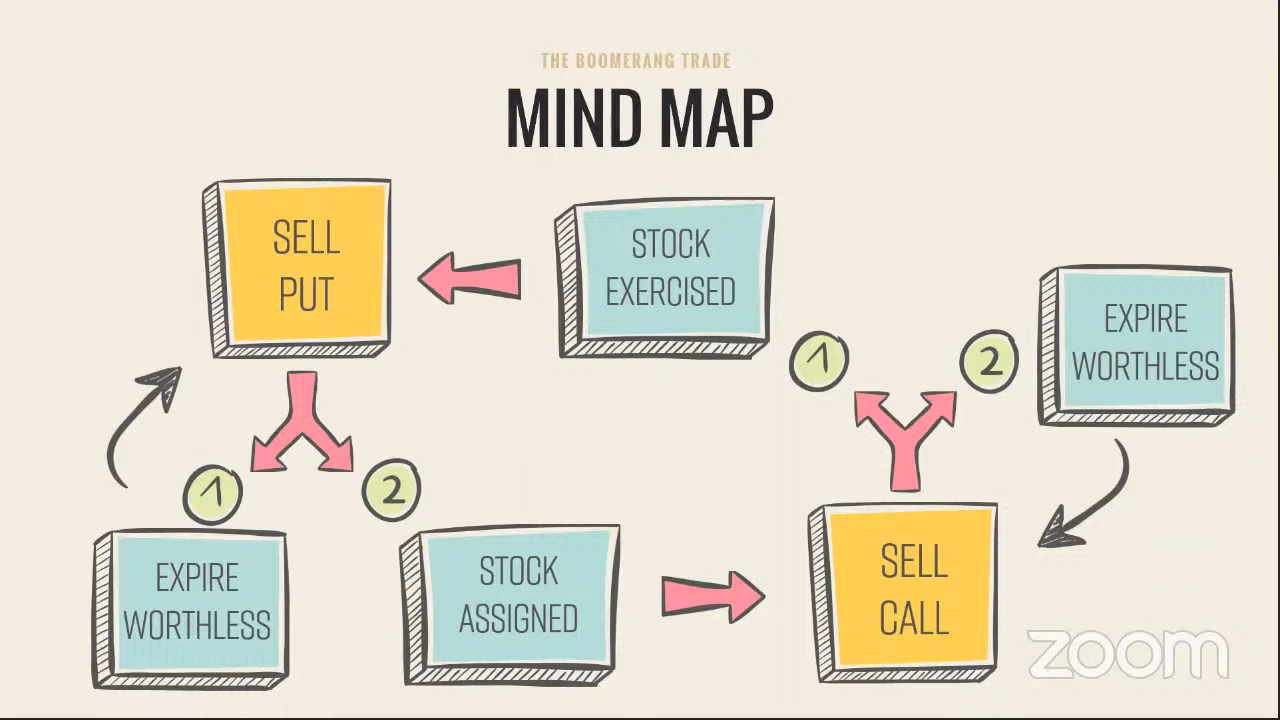 THE BOOMERANG TRADE
MIND MAP
SELL
PUT
STOCK
EXERCISED
EXPIRE
WORTHLESS
1
2
1
2
EXPIRE
WORTHLESS
STOCK
ASSIGNED
SELL
CALL
zoom